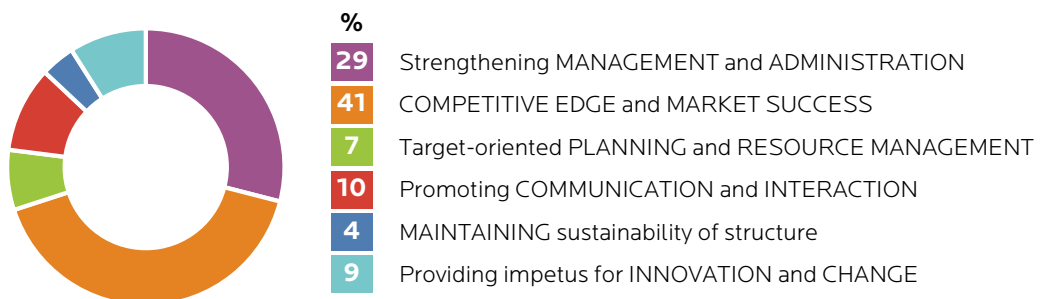 %
29 Strengthening MANAGEMENT and ADMINISTRATION
41 COMPETITIVE EDGE and MARKET SUCCESS
7 Target-oriented PLANNING and RESOURCE MANAGEMENT
10 Promoting COMMUNICATION and INTERACTION
4 MAINTAINING sustainability of structure
9 Providing impetus for INNOVATION and CHANGE